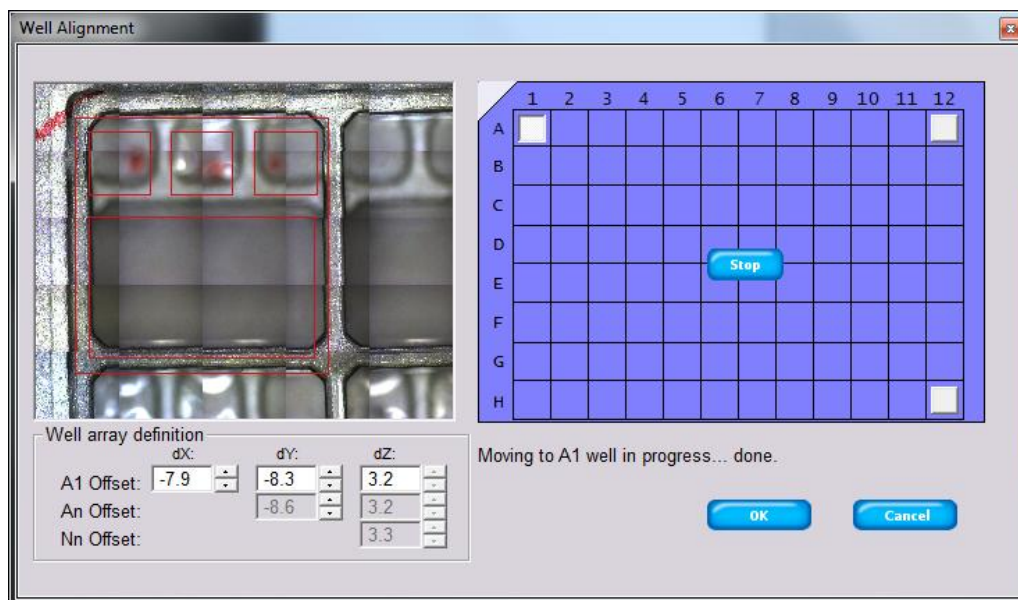 Well Alignment
x
1 2 3 4 5 6 7 8 9 10 11 12
A
B
C
D
E
F
G
H
Stop
Well array definition
dX: dY: dZ:
A1 Offset: -7.9 -8.3 3.2
An Offset: -8.6 3.2
Nn Offset: 3.3
Moving to A1 well in progress... done.
OK Cancel